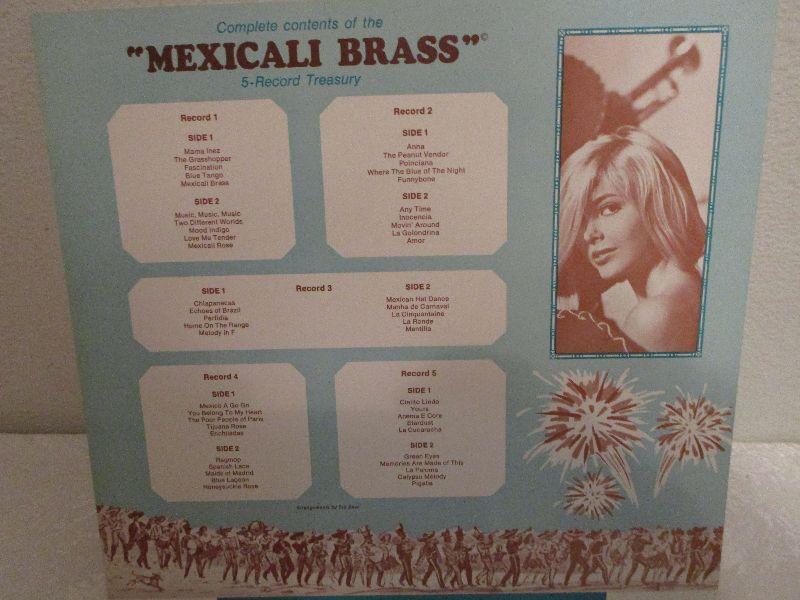 Complete contents of the
"MEXICALI BRASS"©
5-Record Treasury
Record 1
SIDE 1
Mama Inez
The Grasshopper
Fascination
Blue Tango
Mexicali Brass
SIDE 2
Music, Music, Music
Two Different Worlds
Mood Indigo
Love Me Tender
Mexicali Rose
Record 2
SIDE 1
Anna
The Peanut Vendor
Poinciana
Where The Blue of The Night
Funnybone
SIDE 2
Any Time
Inocencia
Movin' Around
La Golondrina
Amor
Record 3
SIDE 1
Chiapanecas
Echoes of Brazil
Perfidia
Home On The Range
Melody in F
SIDE 2
Mexican Hat Dance
Manha de Carnaval
La Cinquantaine
La Ronde
Mantilla
Record 4
SIDE 1
Mexico A Go Go
You Belong To My Heart
The Poor People of Paris
Tijuana Rose
Enchiladas
SIDE 2
Ragmop
Spanish Lace
Maids of Madrid
Blue Lagoon
Honeysuckle Rose
Record 5
SIDE 1
Cielito Lindo
Yours
Anema E Core
Stardust
La Cucaracha
SIDE 2
Green Eyes
Memories Are Made of This
La Paloma
Calypso Melody
Pigalle
Arrangements by